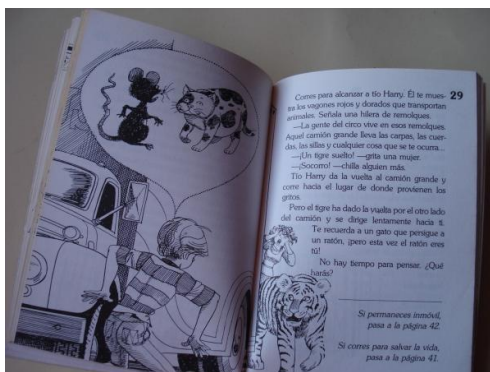 29
Corres para alcanzar a tío Harry. Él te mues-
tra los vagones rojos y dorados que transportan
animales. Señala una hilera de remolques.
—La gente del circo vive en esos remolques.
Aquel camión grande lleva las carpas, las cuer-
das, las sillas y cualquier cosa que se te ocurra...
—¡Un tigre suelto! —grita una mujer.
—¡Socorro! —chilla alguien más.
Tío Harry da la vuelta al camión grande y
corre hacia el lugar de donde provienen los
gritos.
Pero el tigre ha dado la vuelta por el otro lado
del camión y se dirige lentamente hacia ti.
Te recuerda a un gato que persigue a
un ratón, ¡pero esta vez el ratón eres
tú!
No hay tiempo para pensar. ¿Qué
harás?
Si permaneces inmóvil,
pasa a la página 42.
Si corres para salvar la vida,
pasa a la página 41.